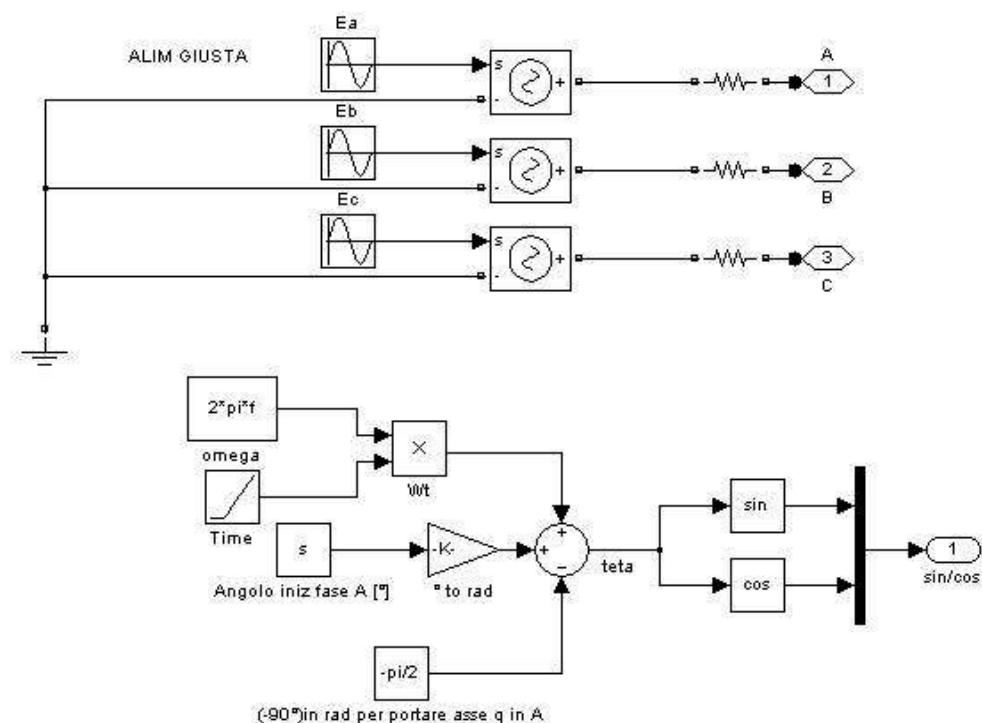 Ea
ALIM GIUSTA
s
-
+
A
1
Eb
s
-
+
2
B
Ec
s
-
+
3
C
2*pi*f
omega
X
Wt
Time
s
Angolo iniz fase A [°]
-K-
° to rad
+
+
-
teta
sin
cos
1
sin/cos
-pi/2
(-90°)in rad per portare asse q in A